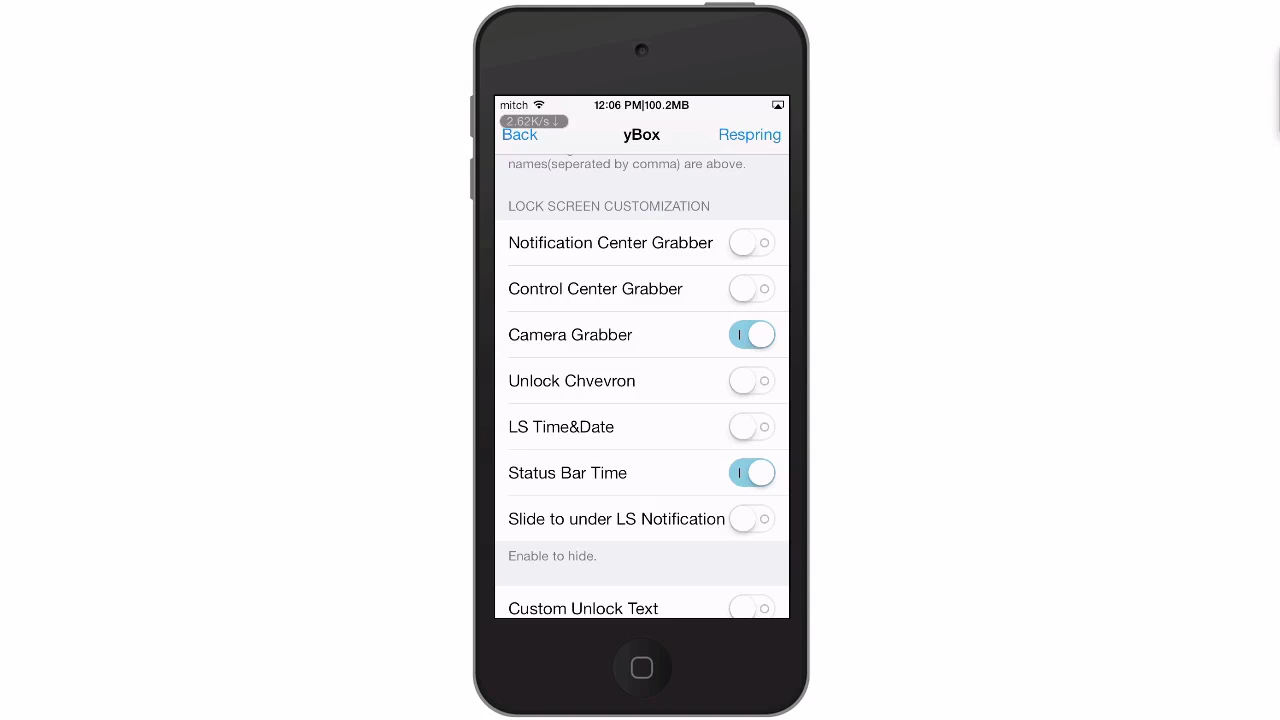 mitch 12:06 PM|100.2MB
2.62K/s ↓
Back yBox Respring
names(seperated by comma) are above.
LOCK SCREEN CUSTOMIZATION
Notification Center Grabber
Control Center Grabber
Camera Grabber
Unlock Chvevron
LS Time&Date
Status Bar Time
Slide to under LS Notification
Enable to hide.
Custom Unlock Text